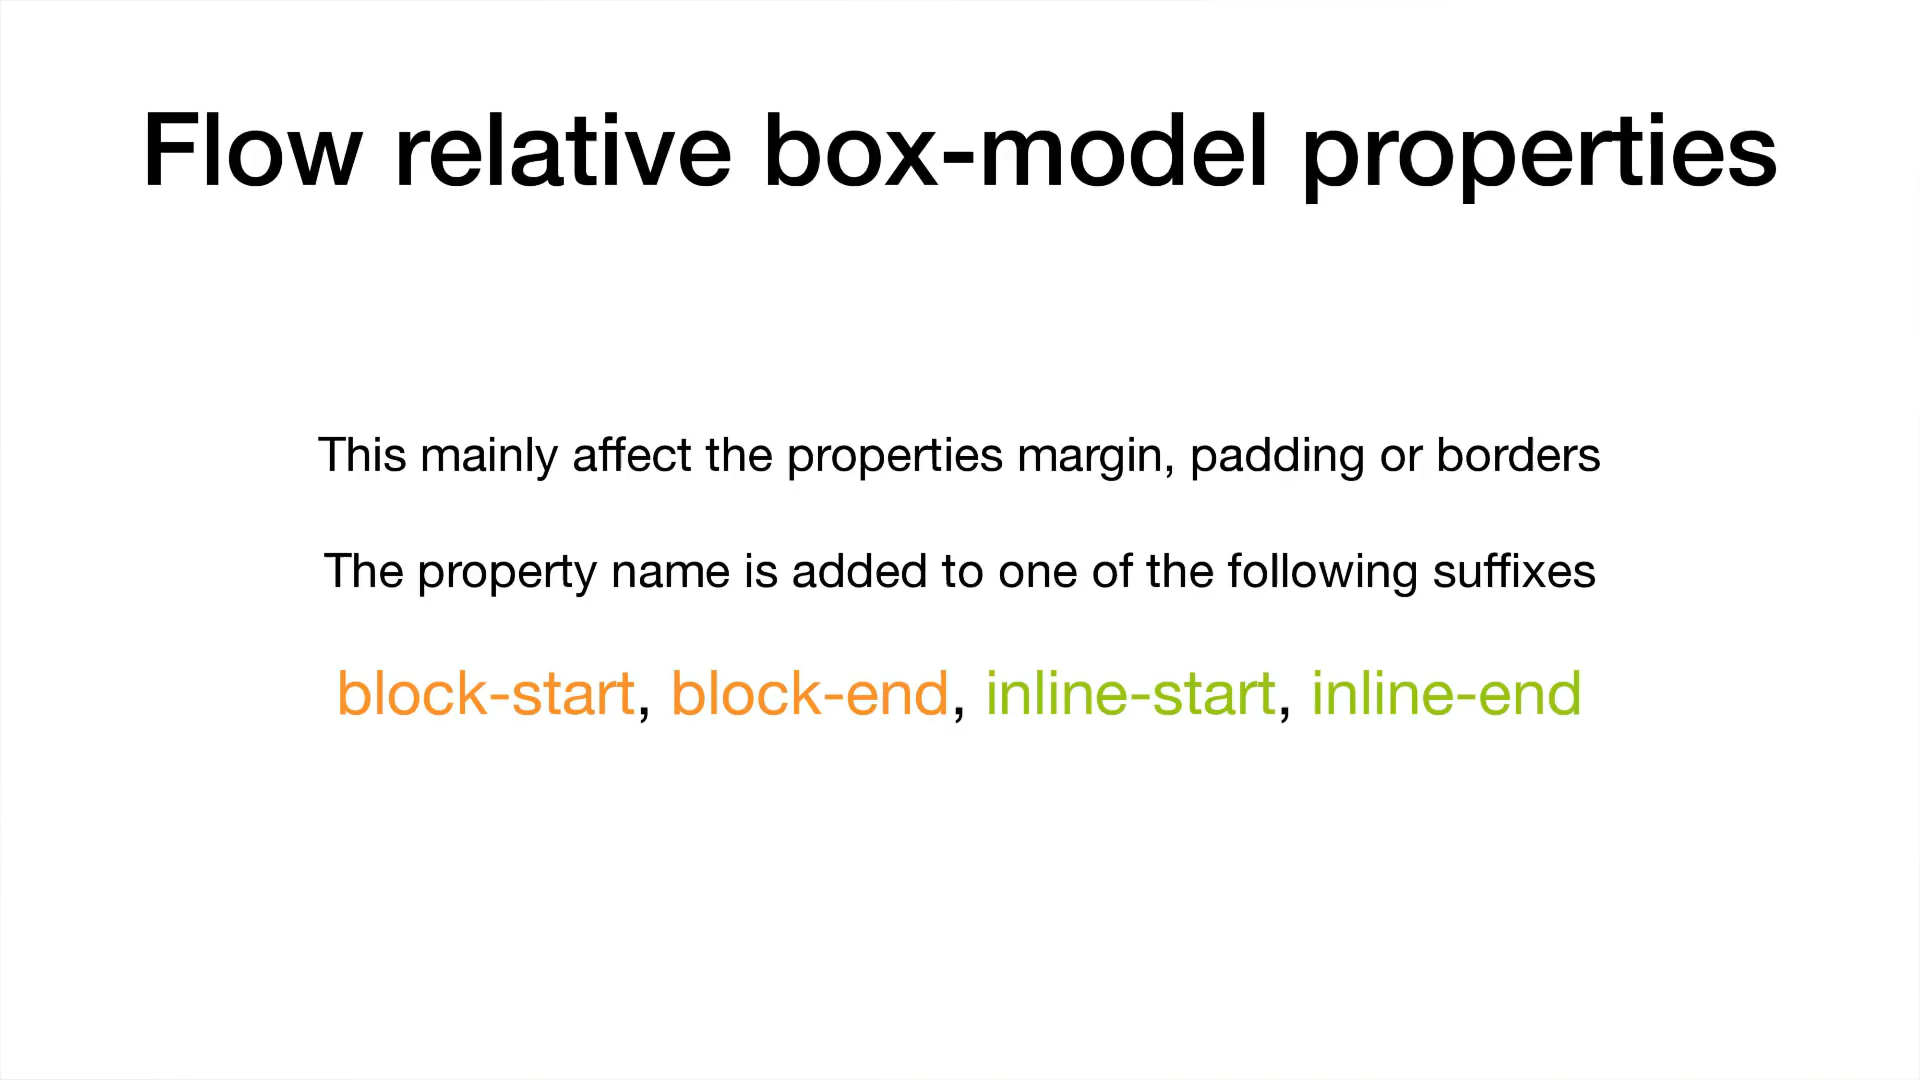 Flow relative box-model properties
This mainly affect the properties margin, padding or borders
The property name is added to one of the following suffixes
block-start, block-end, inline-start, inline-end